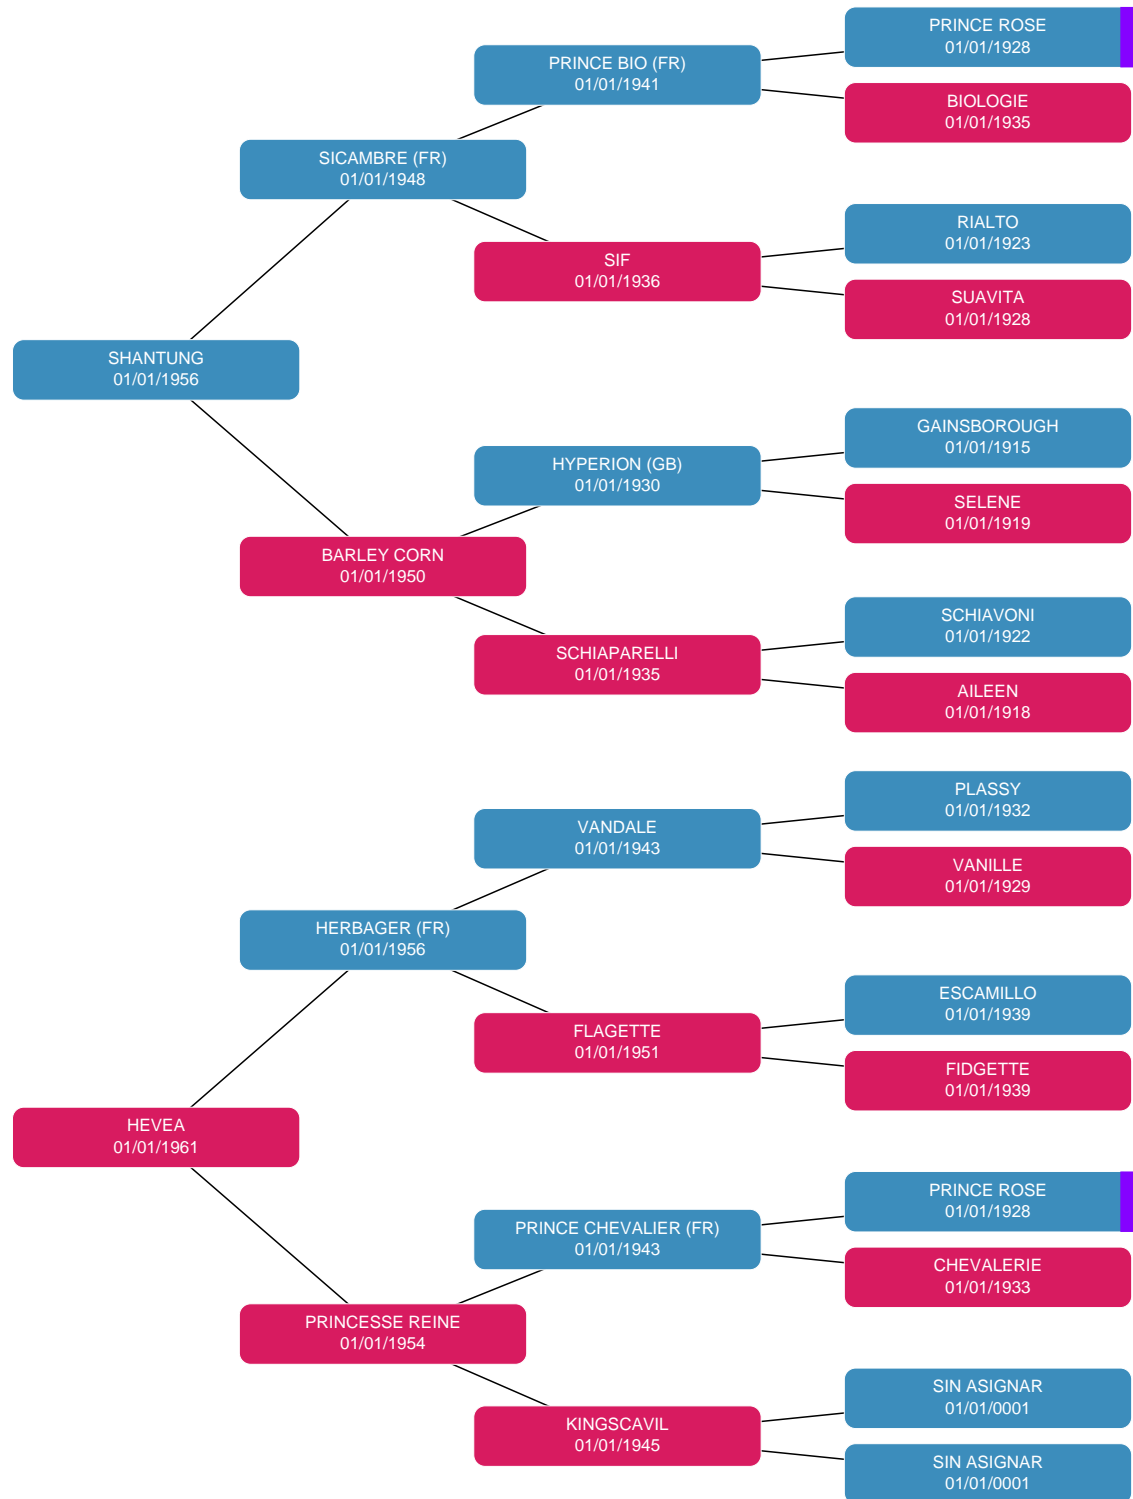 PRINCE ROSE
01/01/1928
PRINCE BIO (FR)
01/01/1941
BIOLOGIE
01/01/1935
SICAMBRE (FR)
01/01/1948
RIALTO
01/01/1923
SIF
01/01/1936
SUAVITA
01/01/1928
SHANTUNG
01/01/1956
GAINSBOROUGH
01/01/1915
HYPERION (GB)
01/01/1930
SELENE
01/01/1919
BARLEY CORN
01/01/1950
SCHIAVONI
01/01/1922
SCHIAPARELLI
01/01/1935
AILEEN
01/01/1918
PLASSY
01/01/1932
VANDALE
01/01/1943
VANILLE
01/01/1929
HERBAGER (FR)
01/01/1956
ESCAMILLO
01/01/1939
FLAGETTE
01/01/1951
FIDGETTE
01/01/1939
HEVEA
01/01/1961
PRINCE ROSE
01/01/1928
PRINCE CHEVALIER (FR)
01/01/1943
CHEVALERIE
01/01/1933
PRINCESSE REINE
01/01/1954
SIN ASIGNAR
01/01/0001
KINGSCAVIL
01/01/1945
SIN ASIGNAR
01/01/0001